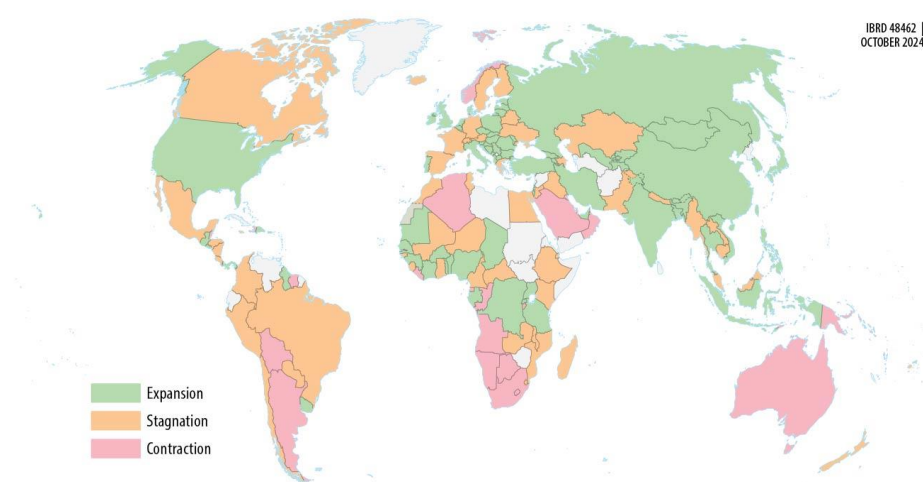 IBRD 48462 |
OCTOBER 2024
Expansion
Stagnation
Contraction